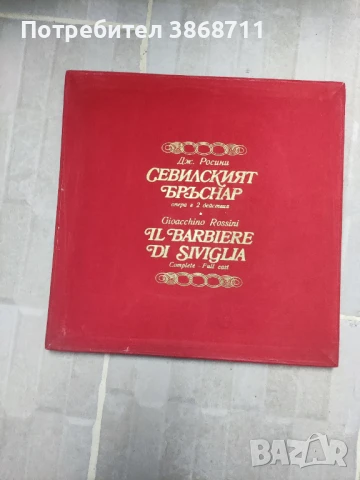 Потребител 3868711
Дж. Росини
СЕВИЛСКИЯТ
БРЪСНАР
опера в 2 действия
Gioacchino Rossini
IL BARBIERE
DI SIVIGLIA
Complete - Full cast
BAZAR
bg